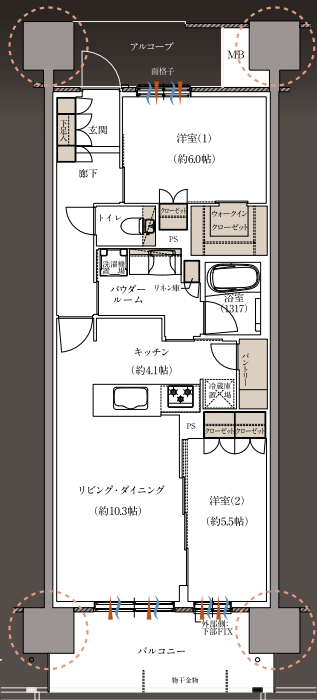 アルコーブ
MB
面格子
下足入
玄関
洋室(1)
(約6.0帖)
廊下
トイレ
クローゼット
ウォークイン
クローゼット
PS
洗濯機
置場
リネン庫
パウダー
ルーム
浴室
(1317)
キッチン
(約4.1帖)
パントリー
冷蔵庫
置場
PS
クローゼット
クローゼット
リビング・ダイニング
(約10.3帖)
洋室(2)
(約5.5帖)
外部側:
下部FIX
バルコニー
物干金物